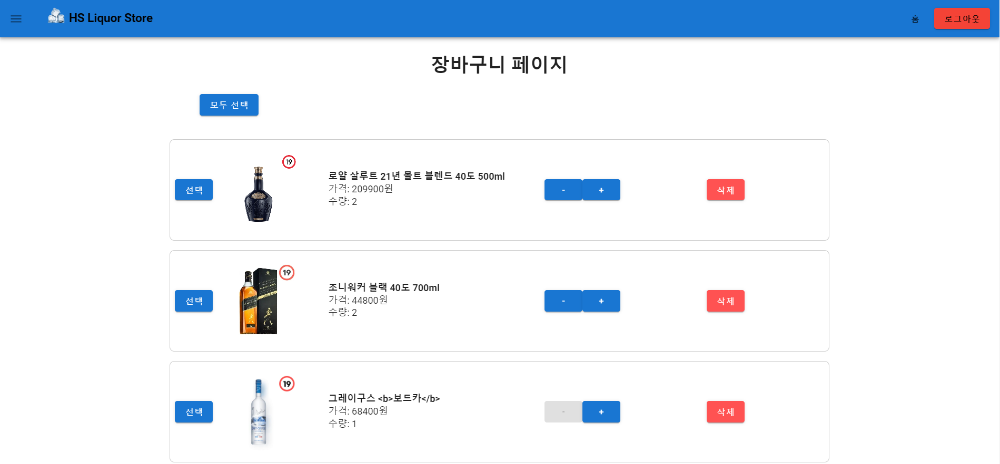 HS Liquor Store
홈
로그아웃
장바구니 페이지
모두 선택
선택
19
로얄 살루트 21년 몰트 블렌드 40도 500ml
가격: 209900원
수량: 2
-
+
삭제
선택
19
조니워커 블랙 40도 700ml
가격: 44800원
수량: 2
-
+
삭제
선택
19
그레이구스 <b>보드카</b>
가격: 68400원
수량: 1
-
+
삭제